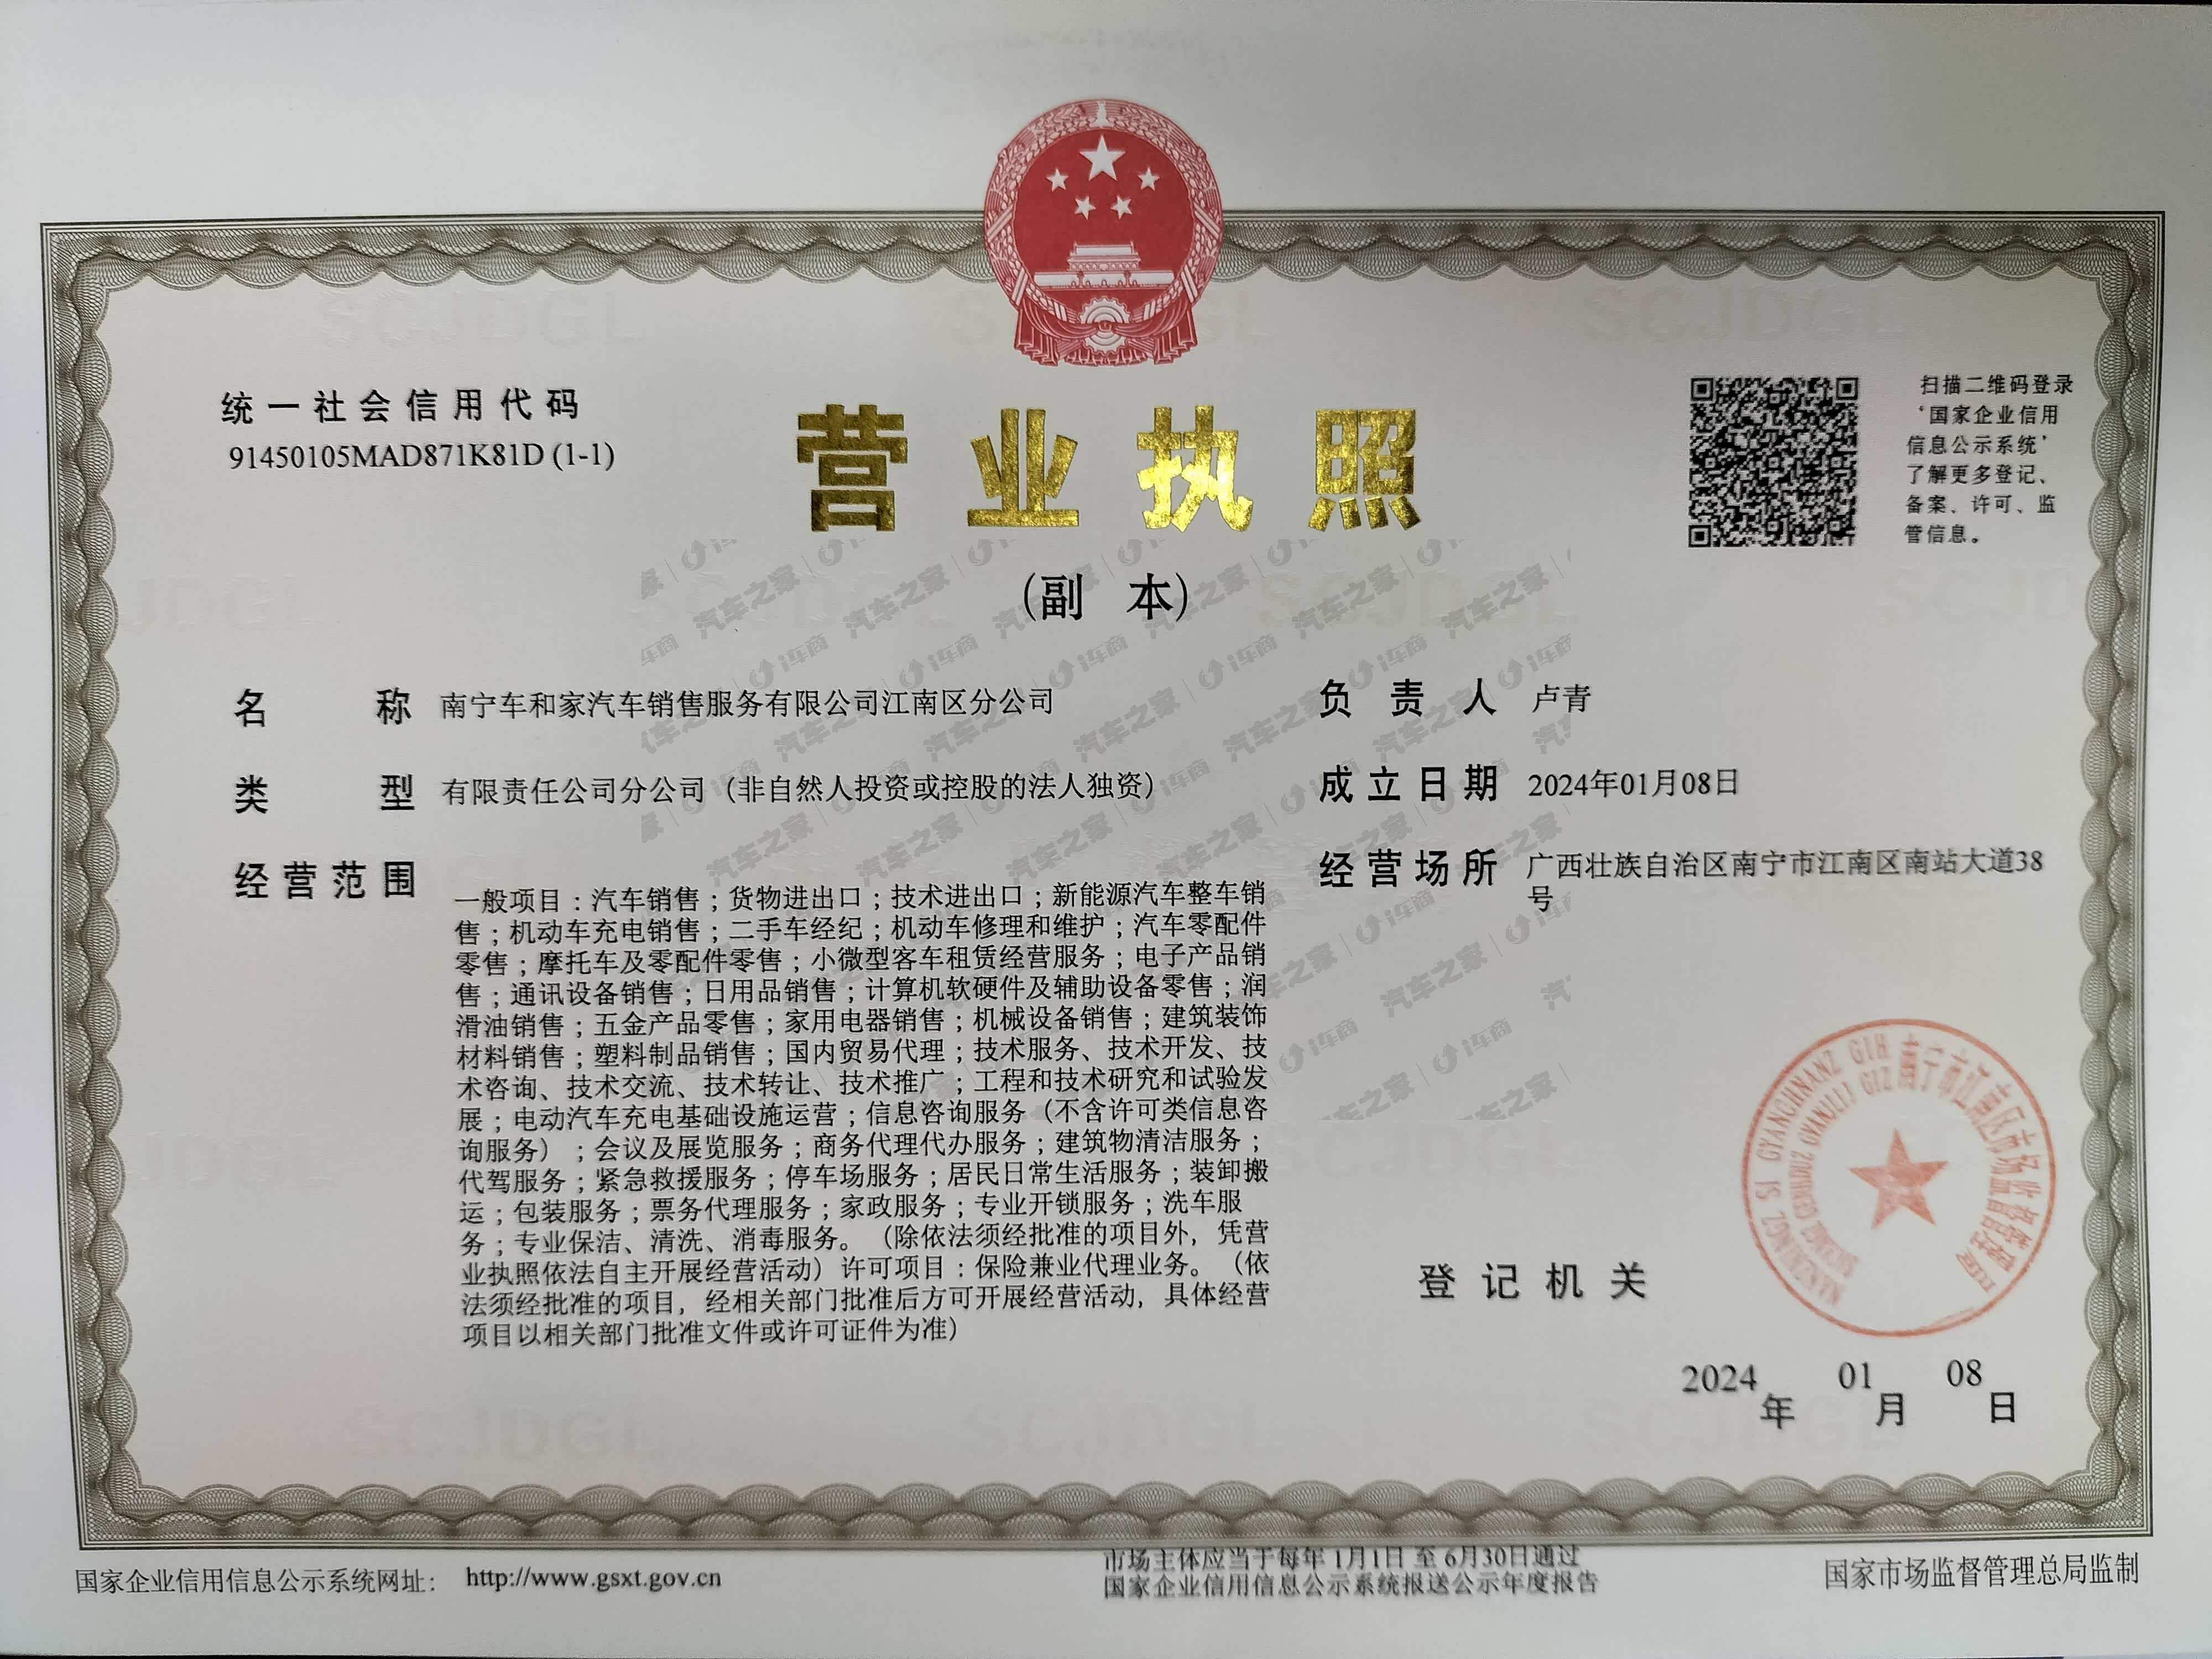 统一社会信用代码
91450105MAD871K81D (1-1)
营业执照
(副 本)
扫描二维码登录
‘国家企业信用
信息公示系统’
了解更多登记、
备案、许可、监
管信息。
名 称 南宁车和家汽车销售服务有限公司江南区分公司
类 型 有限责任公司分公司（非自然人投资或控股的法人独资）
经营范围
一般项目：汽车销售；货物进出口；技术进出口；新能源汽车整车销
售；机动车充电销售；二手车经纪；机动车修理和维护；汽车零配件
零售；摩托车及零配件零售；小微型客车租赁经营服务；电子产品销
售；通讯设备销售；日用品销售；计算机软硬件及辅助设备零售；润
滑油销售；五金产品零售；家用电器销售；机械设备销售；建筑装饰
材料销售；塑料制品销售；国内贸易代理；技术服务、技术开发、技
术咨询、技术交流、技术转让、技术推广；工程和技术研究和试验发
展；电动汽车充电基础设施运营；信息咨询服务（不含许可类信息咨
询服务）；会议及展览服务；商务代理代办服务；建筑物清洁服务；
代驾服务；紧急救援服务；停车场服务；居民日常生活服务；装卸搬
运；包装服务；票务代理服务；家政服务；专业开锁服务；洗车服
务；专业保洁、清洗、消毒服务。（除依法须经批准的项目外，凭营
业执照依法自主开展经营活动）许可项目：保险兼业代理业务。（依
法须经批准的项目，经相关部门批准后方可开展经营活动，具体经营
项目以相关部门批准文件或许可证件为准）
负责人 卢青
成立日期 2024年01月08日
经营场所 广西壮族自治区南宁市江南区南站大道38
号
登记机关
南宁市江南区市场监督管理局
2024年01月08日
国家企业信用信息公示系统网址： http://www.gsxt.gov.cn
市场主体应当于每年1月1日 至 6月30日通过
国家企业信用信息公示系统报送公示年度报告
国家市场监督管理总局监制
SCJDGL
汽车之家
i车商